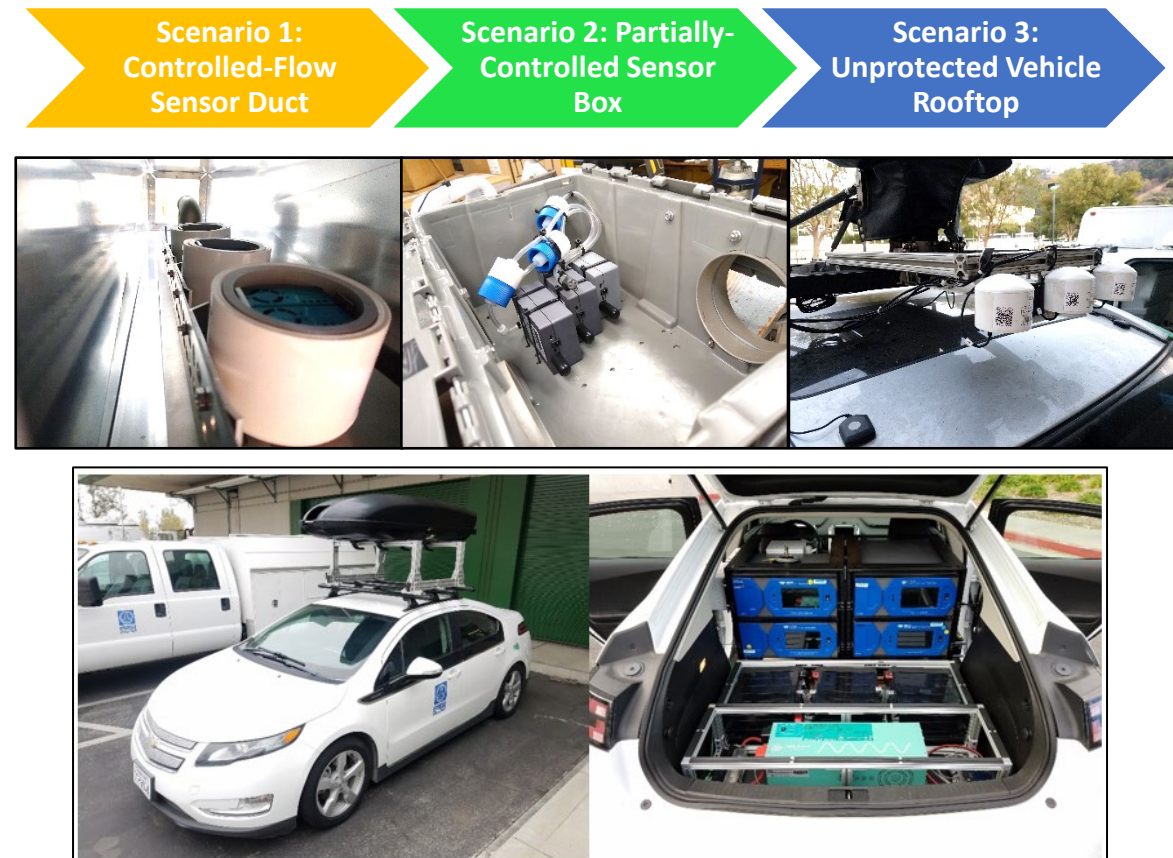 Scenario 1:
Controlled-Flow
Sensor Duct
Scenario 2: Partially-
Controlled Sensor
Box
Scenario 3:
Unprotected Vehicle
Rooftop